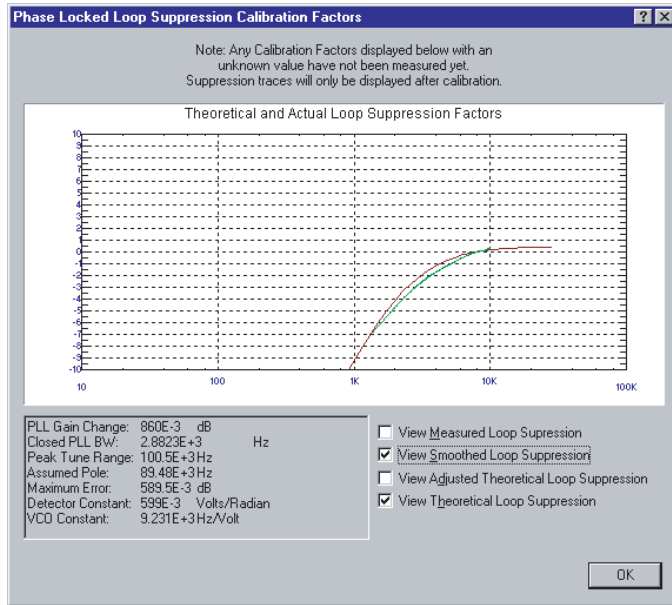 Phase Locked Loop Suppression Calibration Factors
Note: Any Calibration Factors displayed below with an
unknown value have not been measured yet.
Suppression traces will only be displayed after calibration.
Theoretical and Actual Loop Suppression Factors
10
9
8
7
6
5
4
3
2
1
0
-1
-2
-3
-4
-5
-6
-7
-8
-9
-10
10 100 1K 10K 100K
PLL Gain Change: 860E-3 dB
Closed PLL BW: 2.8823E+3 Hz
Peak Tune Range: 100.5E+3 Hz
Assumed Pole: 89.48E+3 Hz
Maximum Error: 589.5E-3 dB
Detector Constant: 599E-3 Volts/Radian
VCO Constant: 9.231E+3 Hz/Volt
View Measured Loop Supression
View Smoothed Loop Suppression
View Adjusted Theoretical Loop Suppression
View Theoretical Loop Suppression
OK